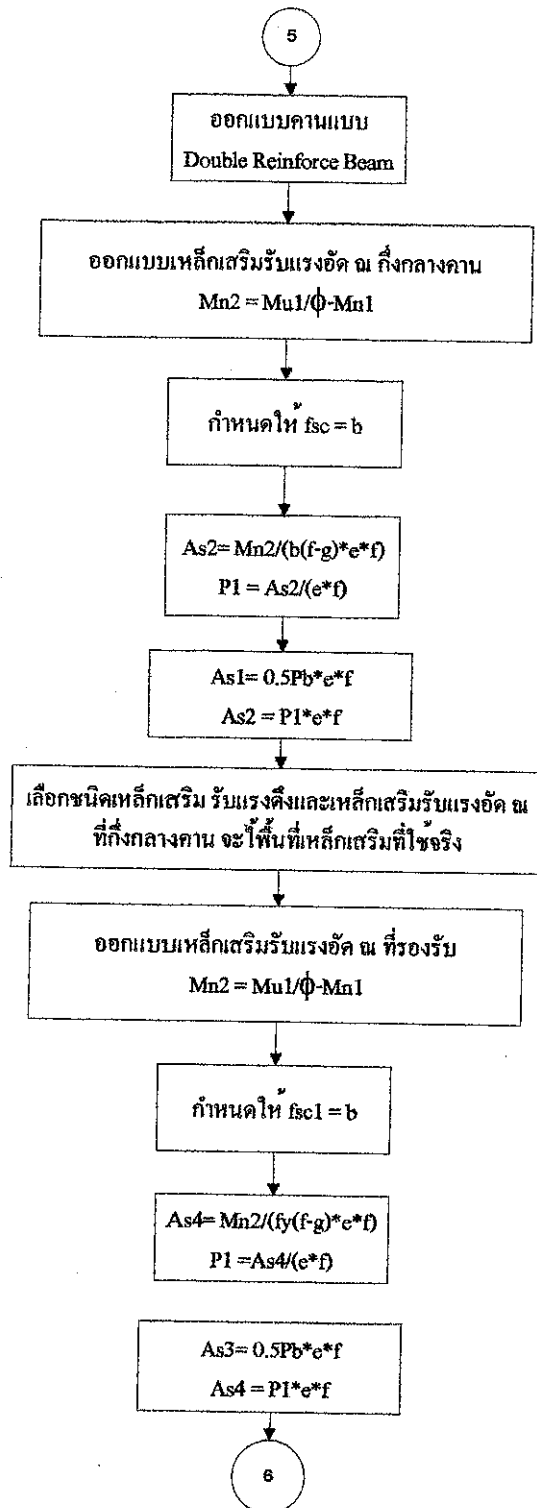 5
ออกแบบคานแบบ
Double Reinforce Beam
ออกแบบเหล็กเสริมรับแรงอัด ณ กึ่งกลางคาน
Mn2 = Mu1/ϕ-Mn1
กำหนดให้ fsc = b
As2= Mn2/(b(f-g)*e*f)
P1 = As2/(e*f)
As1= 0.5Pb*e*f
As2 = P1*e*f
เลือกชนิดเหล็กเสริม รับแรงดึงและเหล็กเสริมรับแรงอัด ณ
ที่กึ่งกลางคาน จะใ้พื้นที่เหล็กเสริมที่ใช้จริง
ออกแบบเหล็กเสริมรับแรงอัด ณ ที่รองรับ
Mn2 = Mu1/ϕ-Mn1
กำหนดให้ fsc1 = b
As4= Mn2/(fy(f-g)*e*f)
P1 =As4/(e*f)
As3= 0.5Pb*e*f
As4 = P1*e*f
6